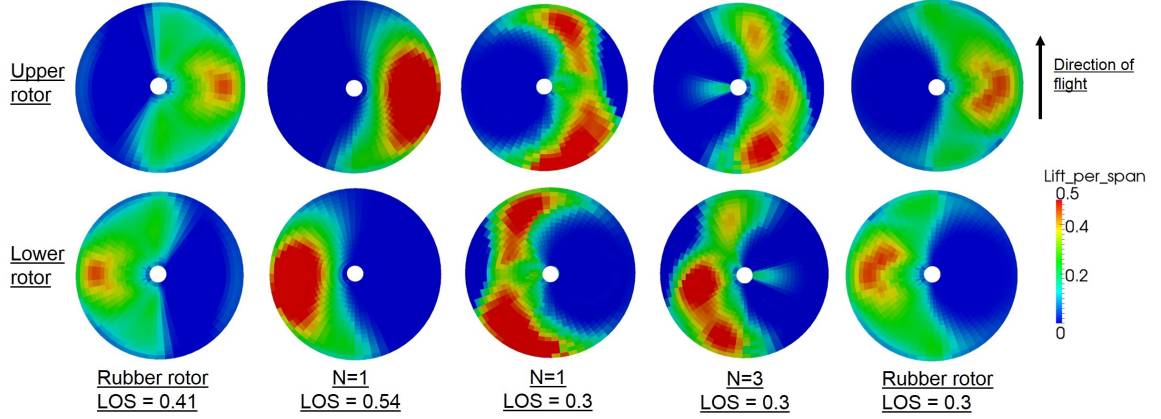 Upper
rotor
Direction of
flight
Lift_per_span
0.5
0.4
0.2
0
Lower
rotor
Rubber rotor
LOS = 0.41
N=1
LOS = 0.54
N=1
LOS = 0.3
N=3
LOS = 0.3
Rubber rotor
LOS = 0.3